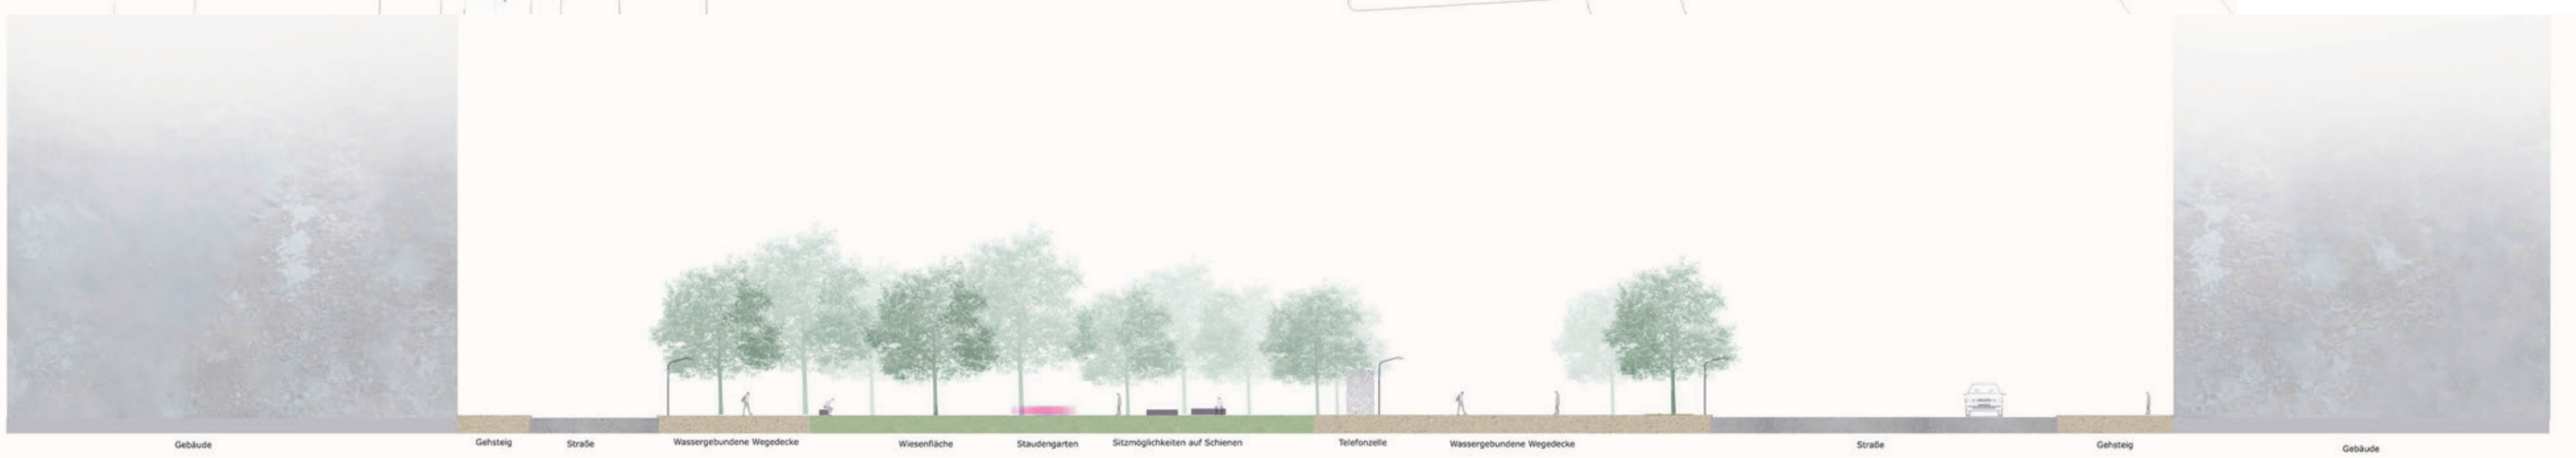 Gebäude
Gehsteig
Straße
Wassergebundene Wegedecke
Wiesenfläche
Staudengarten
Sitzmöglichkeiten auf Schienen
Telefonzelle
Wassergebundene Wegedecke
Straße
Gehsteig
Gebäude